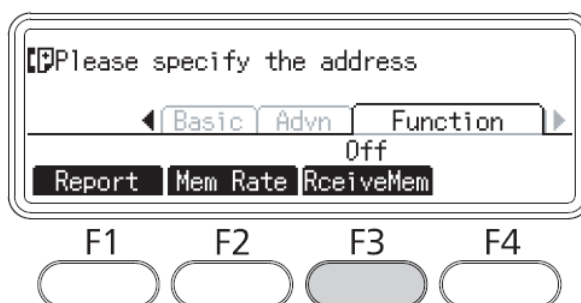 Please specify the address
Basic Advn Function
Off
Report Mem Rate RceiveMem
F1 F2 F3 F4